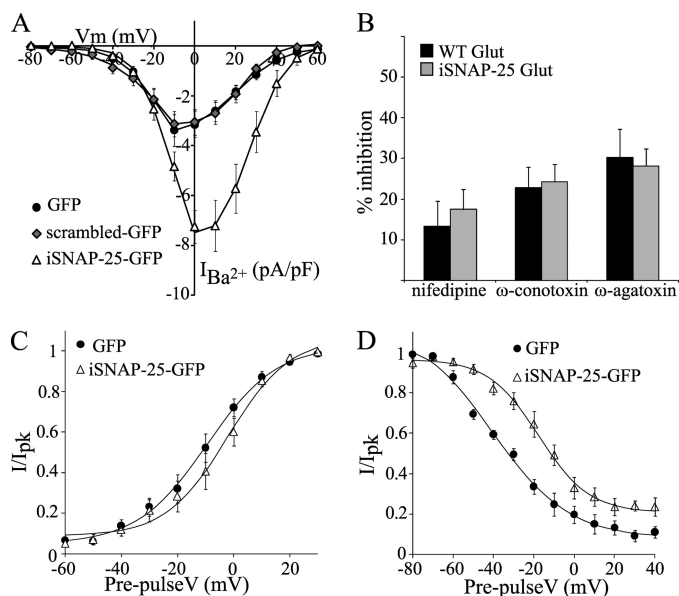 A
Vm (mV)
-80 -60 -40 -20 20 40 60
-2
-4
-6
-8
-10
GFP
scrambled-GFP
iSNAP-25-GFP
I Ba2+ (pA/pF)
B
WT Glut
iSNAP-25 Glut
% inhibition
50
40
30
20
10
nifedipine ω-conotoxin ω-agatoxin
C
GFP
iSNAP-25-GFP
I/Ipk
1
0.8
0.6
0.4
0.2
0
-60 -40 -20 0 20
Pre-pulseV (mV)
D
GFP
iSNAP-25-GFP
I/Ipk
1
0.8
0.6
0.4
0.2
0
-80 -60 -40 -20 0 20 40
Pre-pulseV (mV)